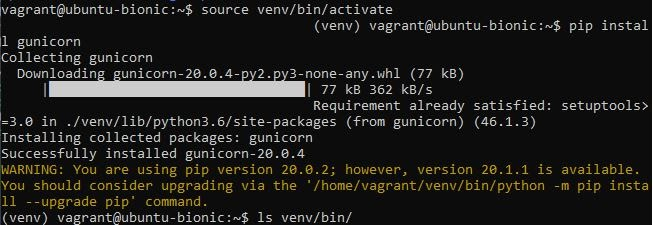 vagrant@ubuntu-bionic:~$ source venv/bin/activate
(venv) vagrant@ubuntu-bionic:~$ pip instal
l gunicorn
Collecting gunicorn
Downloading gunicorn-20.0.4-py2.py3-none-any.whl (77 kB)
|████████████████████████████████| 77 kB 362 kB/s
Requirement already satisfied: setuptools>
=3.0 in ./venv/lib/python3.6/site-packages (from gunicorn) (46.1.3)
Installing collected packages: gunicorn
Successfully installed gunicorn-20.0.4
WARNING: You are using pip version 20.0.2; however, version 20.1.1 is available.
You should consider upgrading via the '/home/vagrant/venv/bin/python -m pip insta
ll --upgrade pip' command.
(venv) vagrant@ubuntu-bionic:~$ ls venv/bin/